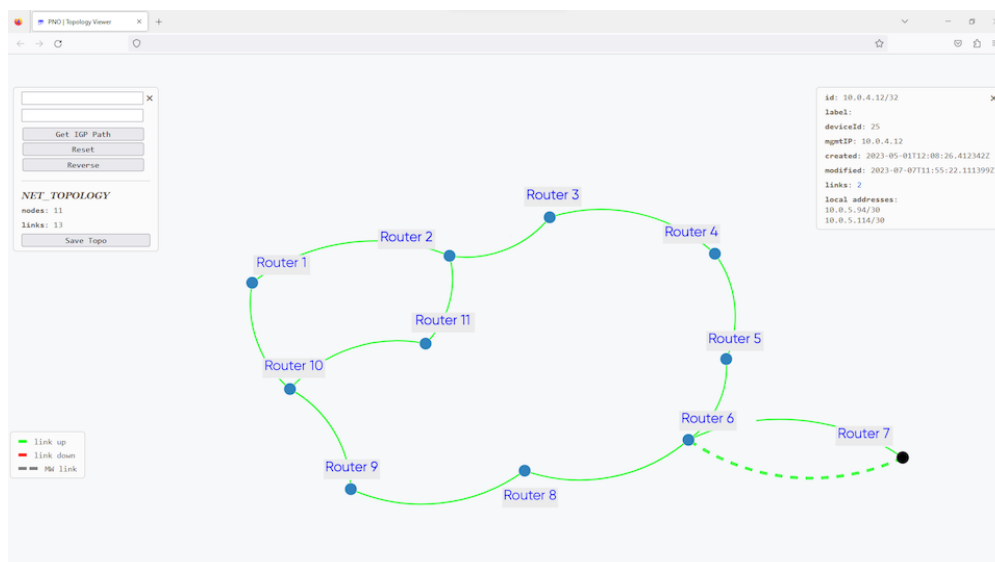 PNO | Topology Viewer
Get IGP Path
Reset
Reverse
NET_TOPOLOGY
nodes: 11
links: 13
Save Topo
id: 10.0.4.12/32
label:
deviceId: 25
mgmtIP: 10.0.4.12
created: 2023-05-01T12:08:26.412342Z
modified: 2023-07-07T11:55:22.111399Z
links: 2
local addresses:
10.0.5.94/30
10.0.5.114/30
Router 3
Router 4
Router 2
Router 1
Router 11
Router 5
Router 10
Router 6
Router 7
Router 9
Router 8
link up
link down
MW link